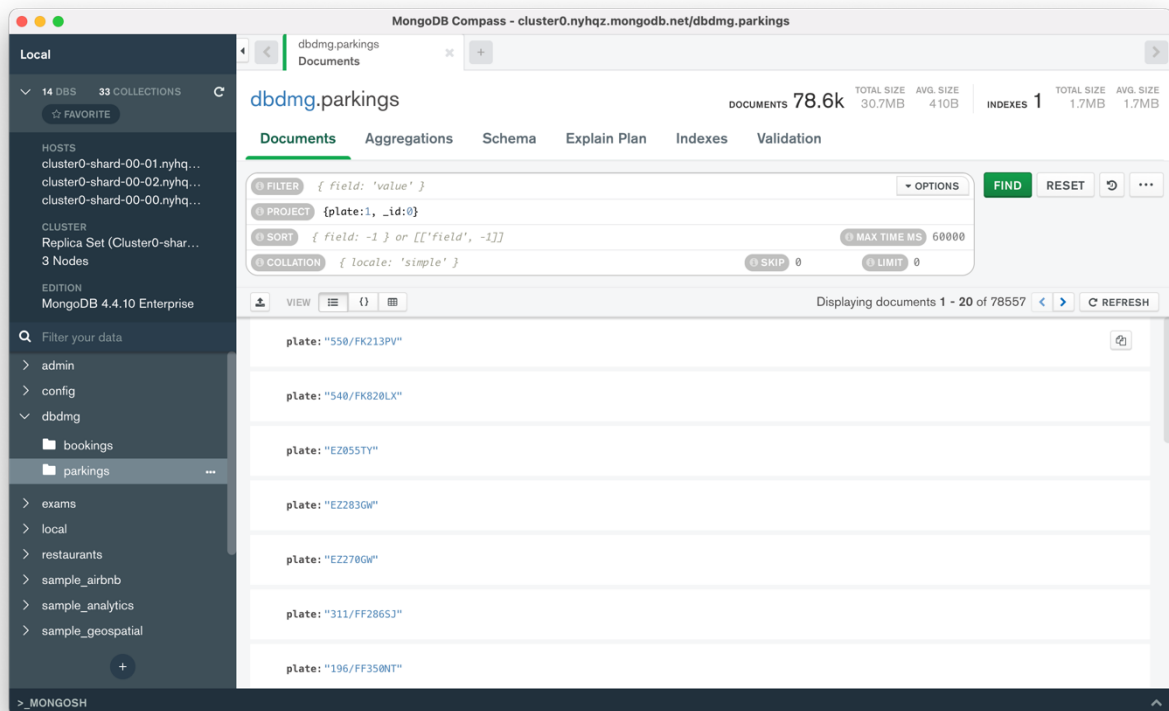 MongoDB Compass - cluster0.nyhqz.mongodb.net/dbdmg.parkings
Local
14 DBS 33 COLLECTIONS
FAVORITE
HOSTS
cluster0-shard-00-01.nyhq...
cluster0-shard-00-02.nyhq...
cluster0-shard-00-00.nyhq...
CLUSTER
Replica Set (Cluster0-shar...
3 Nodes
EDITION
MongoDB 4.4.10 Enterprise
Filter your data
admin
config
dbdmg
bookings
parkings
exams
local
restaurants
sample_airbnb
sample_analytics
sample_geospatial
+
dbdmg.parkings
Documents
+
dbdmg.parkings
DOCUMENTS 78.6k TOTAL SIZE 30.7MB AVG. SIZE 410B INDEXES 1 TOTAL SIZE 1.7MB AVG. SIZE 1.7MB
Documents Aggregations Schema Explain Plan Indexes Validation
FILTER { field: 'value' } OPTIONS FIND RESET ...
PROJECT {plate:1, _id:0}
SORT { field: -1 } or [['field', -1]] MAX TIME MS 60000
COLLATION { locale: 'simple' } SKIP 0 LIMIT 0
VIEW {} Displaying documents 1 - 20 of 78557 REFRESH
plate: "550/FK213PV"
plate: "540/FK820LX"
plate: "EZ055TY"
plate: "EZ283GW"
plate: "EZ270GW"
plate: "311/FF286SJ"
plate: "196/FF350NT"
>_MONGOSH